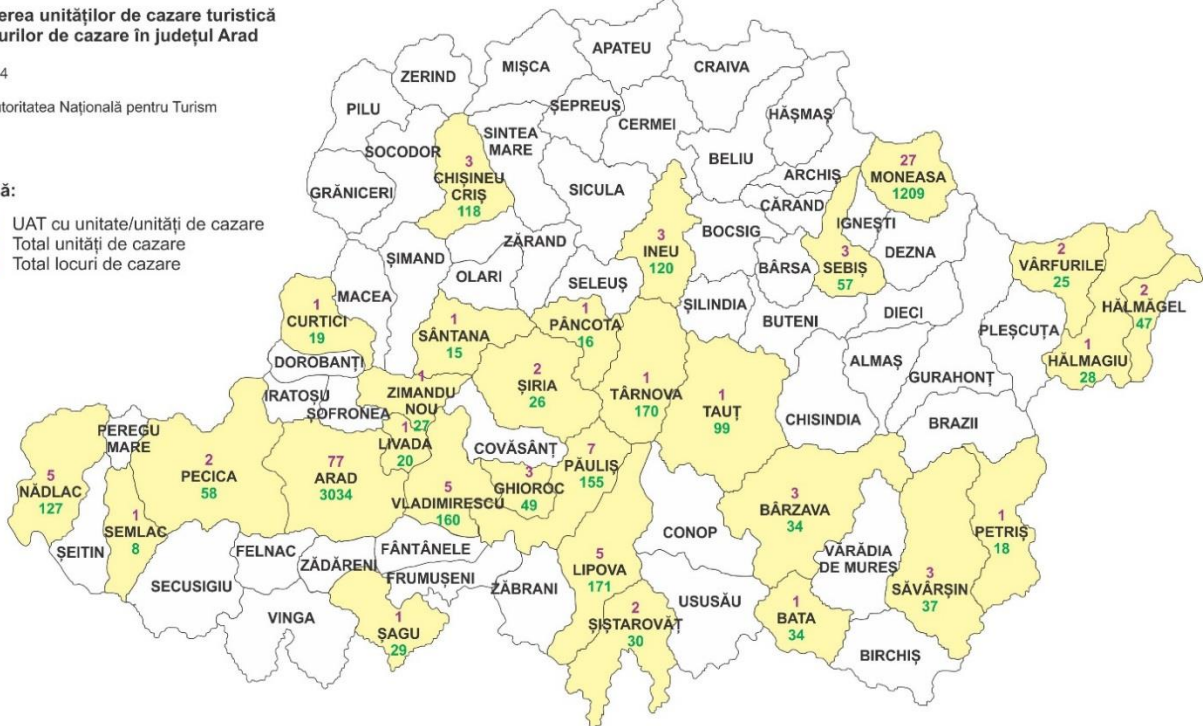 erea unităților de cazare turistică
urilor de cazare în județul Arad
4
toritatea Națională pentru Turism
ă:
UAT cu unitate/unități de cazare
Total unități de cazare
Total locuri de cazare
APATEU
MIȘCA
CRAIVA
ZERIND
PILU
ȘEPREUȘ
HĂȘMAȘ
CERMEI
SINTEA
MARE
SOCODOR
3
CHIȘINEU
CRIȘ
118
BELIU
27
MONEASA
1209
ARCHIȘ
GRĂNICERI
SICULA
CĂRAND
IGNEȘTI
BOCSIG
3
INEU
120
ZĂRAND
ȘIMAND
OLARI
SELEUȘ
BÂRSA
3
SEBIȘ
57
DEZNA
2
VÂRFURILE
25
2
HĂLMĂGEL
47
MACEA
1
CURTICI
19
1
SÂNTANA
15
1
PÂNCOTA
16
ȘILINDIA
BUTENI
DIECI
PLEȘCUȚA
1
HĂLMAGIU
28
DOROBANȚI
ALMAȘ
GURAHONȚ
2
ȘIRIA
26
1
TÂRNOVA
170
1
TAUȚ
99
IRATOȘU
ȘOFRONEA
1
ZIMANDU
NOU
27
CHISINDIA
BRAZII
PEREGU
MARE
1
LIVADA
20
COVĂSÂNȚ
5
NĂDLAC
127
2
PECICA
58
77
ARAD
3034
7
PĂULIȘ
155
3
GHIOROC
49
5
VLADIMIRESCU
160
3
BÂRZAVA
34
1
SEMLAC
8
1
PETRIȘ
18
CONOP
ȘEITIN
FELNAC
FÂNTÂNELE
VĂRĂDIA
DE MUREȘ
ZĂDĂRENI
5
LIPOVA
171
3
SĂVÂRȘIN
37
SECUSIGIU
FRUMUȘENI
ZĂBRANI
USUSĂU
VINGA
1
ȘAGU
29
2
ȘIȘTAROVĂȚ
30
1
BATA
34
BIRCHIȘ